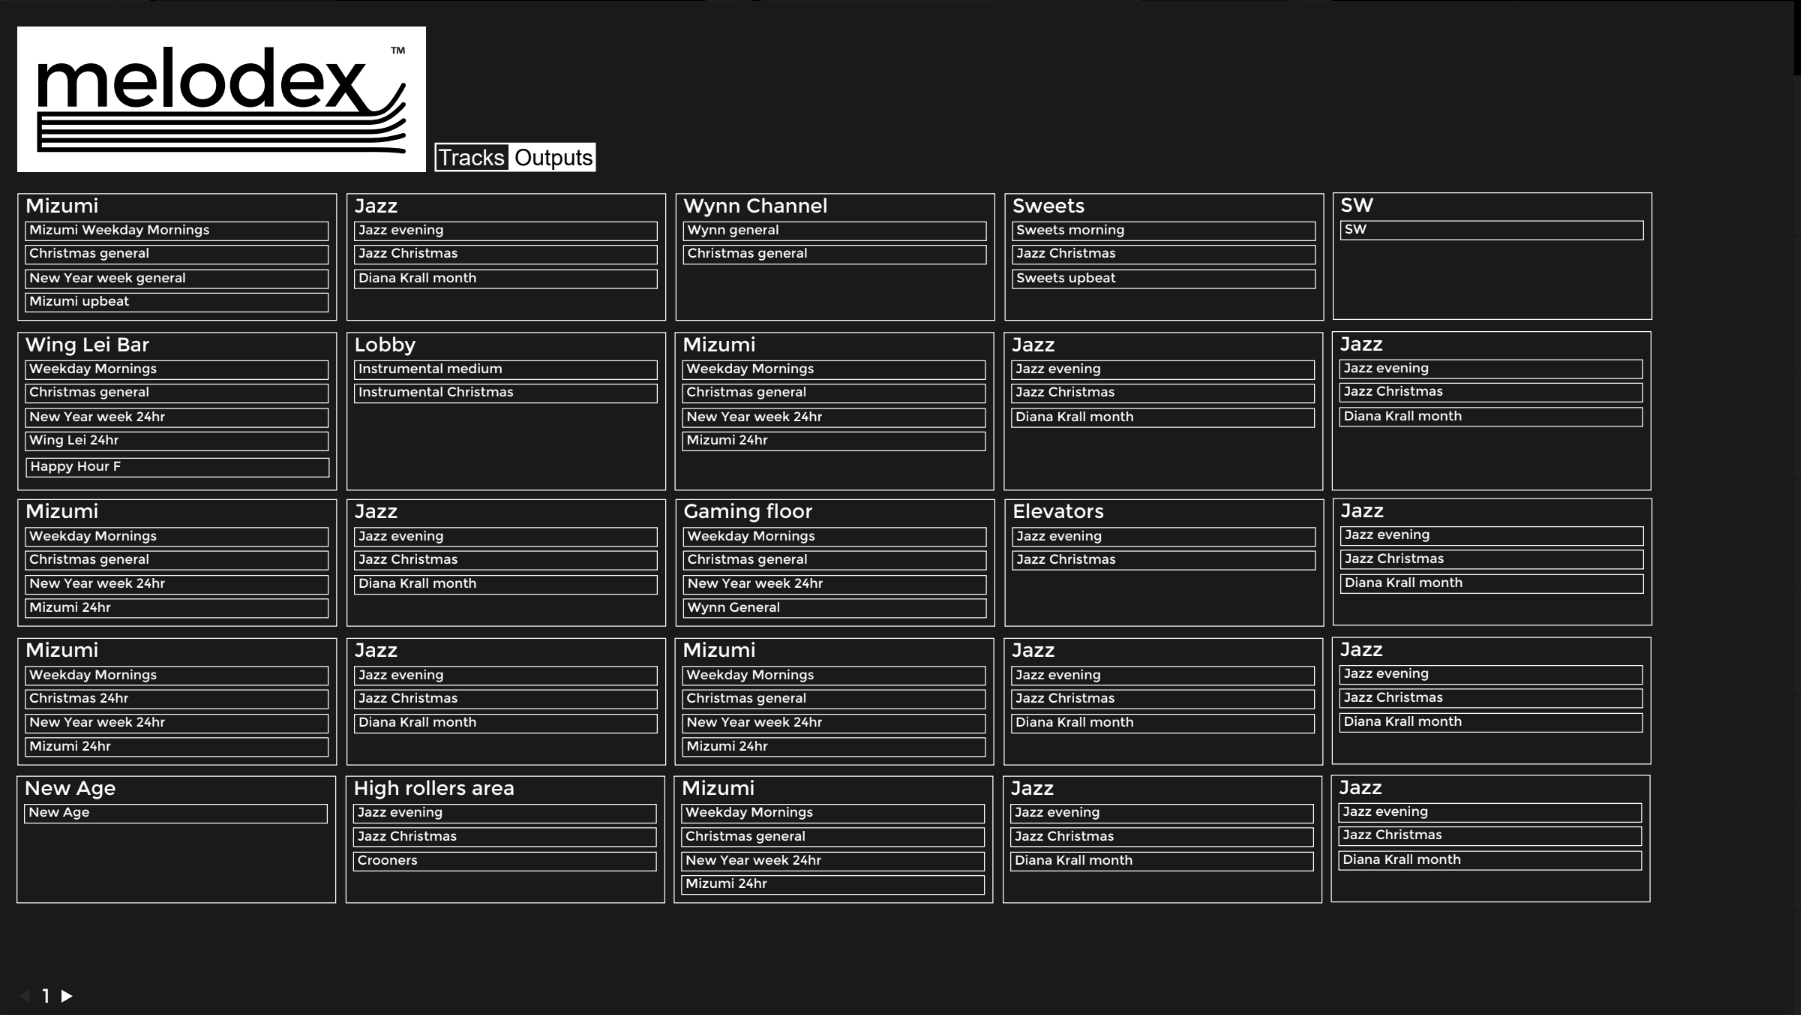 melodex™
Tracks Outputs
Mizumi
Mizumi Weekday Mornings
Christmas general
New Year week general
Mizumi upbeat
Jazz
Jazz evening
Jazz Christmas
Diana Krall month
Wynn Channel
Wynn general
Christmas general
Sweets
Sweets morning
Jazz Christmas
Sweets upbeat
SW
SW
Wing Lei Bar
Weekday Mornings
Christmas general
New Year week 24hr
Wing Lei 24hr
Happy Hour F
Lobby
Instrumental medium
Instrumental Christmas
Mizumi
Weekday Mornings
Christmas general
New Year week 24hr
Mizumi 24hr
Jazz
Jazz evening
Jazz Christmas
Diana Krall month
Jazz
Jazz evening
Jazz Christmas
Diana Krall month
Mizumi
Weekday Mornings
Christmas general
New Year week 24hr
Mizumi 24hr
Jazz
Jazz evening
Jazz Christmas
Diana Krall month
Gaming floor
Weekday Mornings
Christmas general
New Year week 24hr
Wynn General
Elevators
Jazz evening
Jazz Christmas
Jazz
Jazz evening
Jazz Christmas
Diana Krall month
Mizumi
Weekday Mornings
Christmas 24hr
New Year week 24hr
Mizumi 24hr
Jazz
Jazz evening
Jazz Christmas
Diana Krall month
Mizumi
Weekday Mornings
Christmas general
New Year week 24hr
Mizumi 24hr
Jazz
Jazz evening
Jazz Christmas
Diana Krall month
Jazz
Jazz evening
Jazz Christmas
Diana Krall month
New Age
New Age
High rollers area
Jazz evening
Jazz Christmas
Crooners
Mizumi
Weekday Mornings
Christmas general
New Year week 24hr
Mizumi 24hr
Jazz
Jazz evening
Jazz Christmas
Diana Krall month
Jazz
Jazz evening
Jazz Christmas
Diana Krall month
1